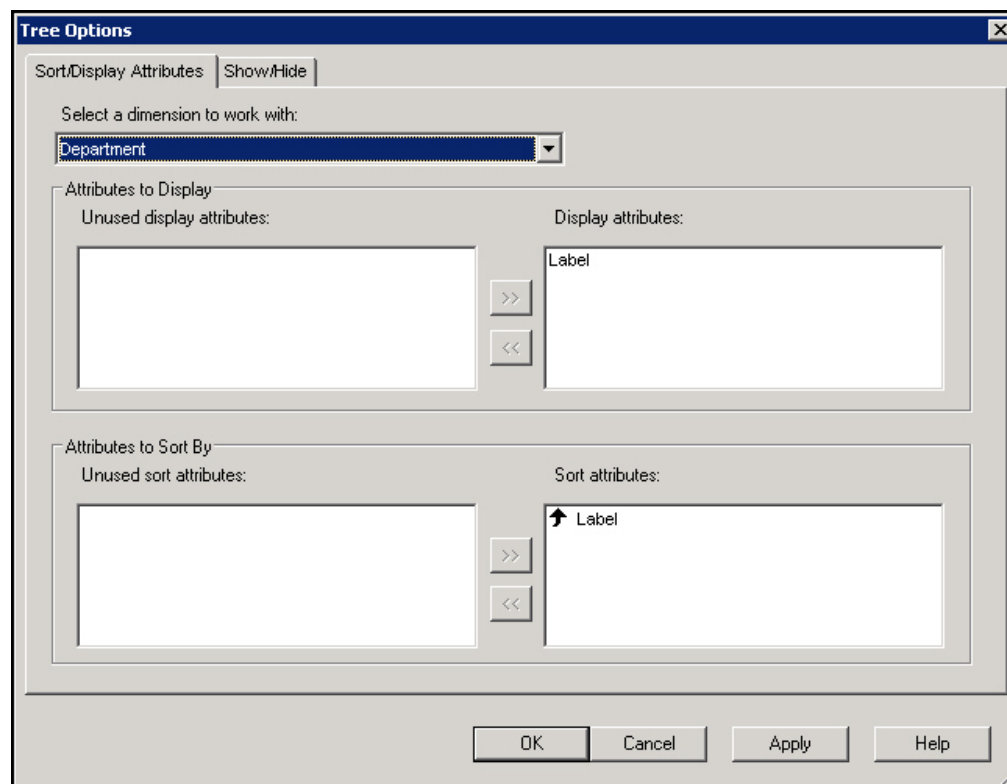 Tree Options
Sort/Display Attributes Show/Hide
Select a dimension to work with:
Department
Attributes to Display
Unused display attributes: Display attributes:
Label
>>
<<
Attributes to Sort By
Unused sort attributes: Sort attributes:
Label
>>
<<
OK Cancel Apply Help